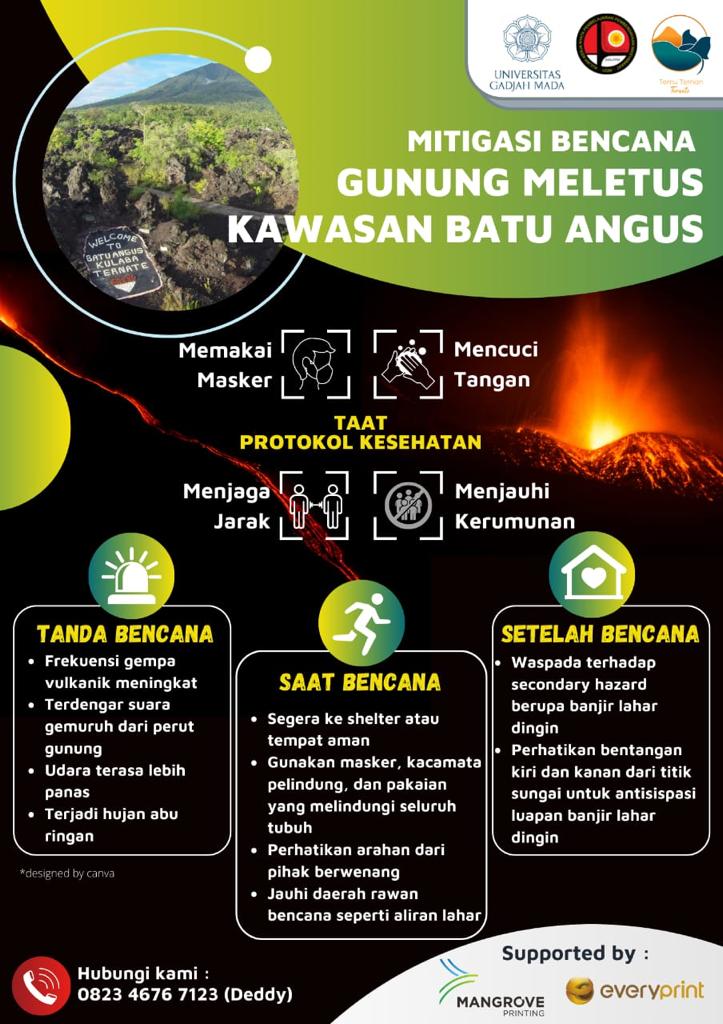 UNIVERSITAS
GADJAH MADA
Ternate
MITIGASI BENCANA
GUNUNG MELETUS
KAWASAN BATU ANGUS
WELCOME
TO
BATU ANGUS
KULABA
TERNATE
Memakai
Masker
Mencuci
Tangan
TAAT
PROTOKOL KESEHATAN
Menjaga
Jarak
Menjauhi
Kerumunan
TANDA BENCANA
• Frekuensi gempa
vulkanik meningkat
• Terdengar suara
gemuruh dari perut
gunung
• Udara terasa lebih
panas
• Terjadi hujan abu
ringan
*designed by canva
SAAT BENCANA
• Segera ke shelter atau
tempat aman
• Gunakan masker, kacamata
pelindung, dan pakaian
yang melindungi seluruh
tubuh
• Perhatikan arahan dari
pihak berwenang
• Jauhi daerah rawan
bencana seperti aliran lahar
SETELAH BENCANA
• Waspada terhadap
secondary hazard
berupa banjir lahar
dingin
• Perhatikan bentangan
kiri dan kanan dari titik
sungai untuk antisispasi
luapan banjir lahar
dingin
Hubungi kami :
0823 4676 7123 (Deddy)
Supported by :
MANGROVE
PRINTING
everyprint